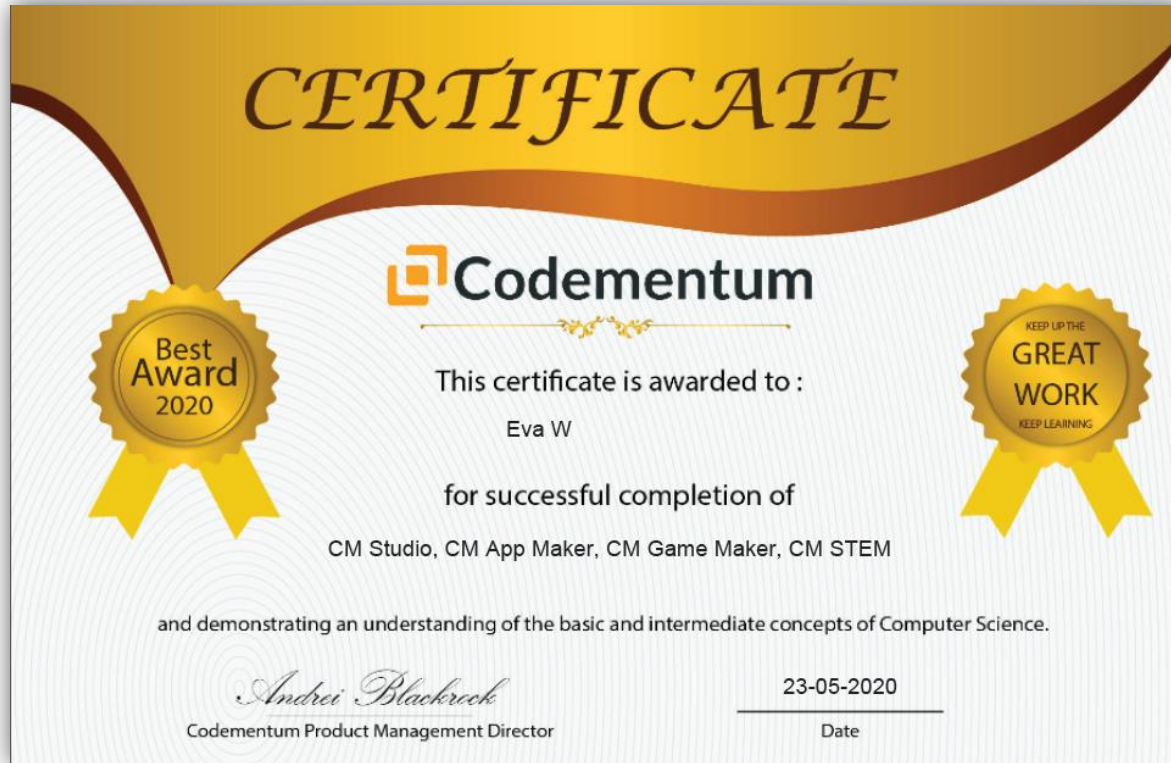 CERTIFICATE
Codementum
Best
Award
2020
KEEP UP THE
GREAT
WORK
KEEP LEARNING
This certificate is awarded to :
Eva W
for successful completion of
CM Studio, CM App Maker, CM Game Maker, CM STEM
and demonstrating an understanding of the basic and intermediate concepts of Computer Science.
Andrei Blackrock
Codementum Product Management Director
23-05-2020
Date